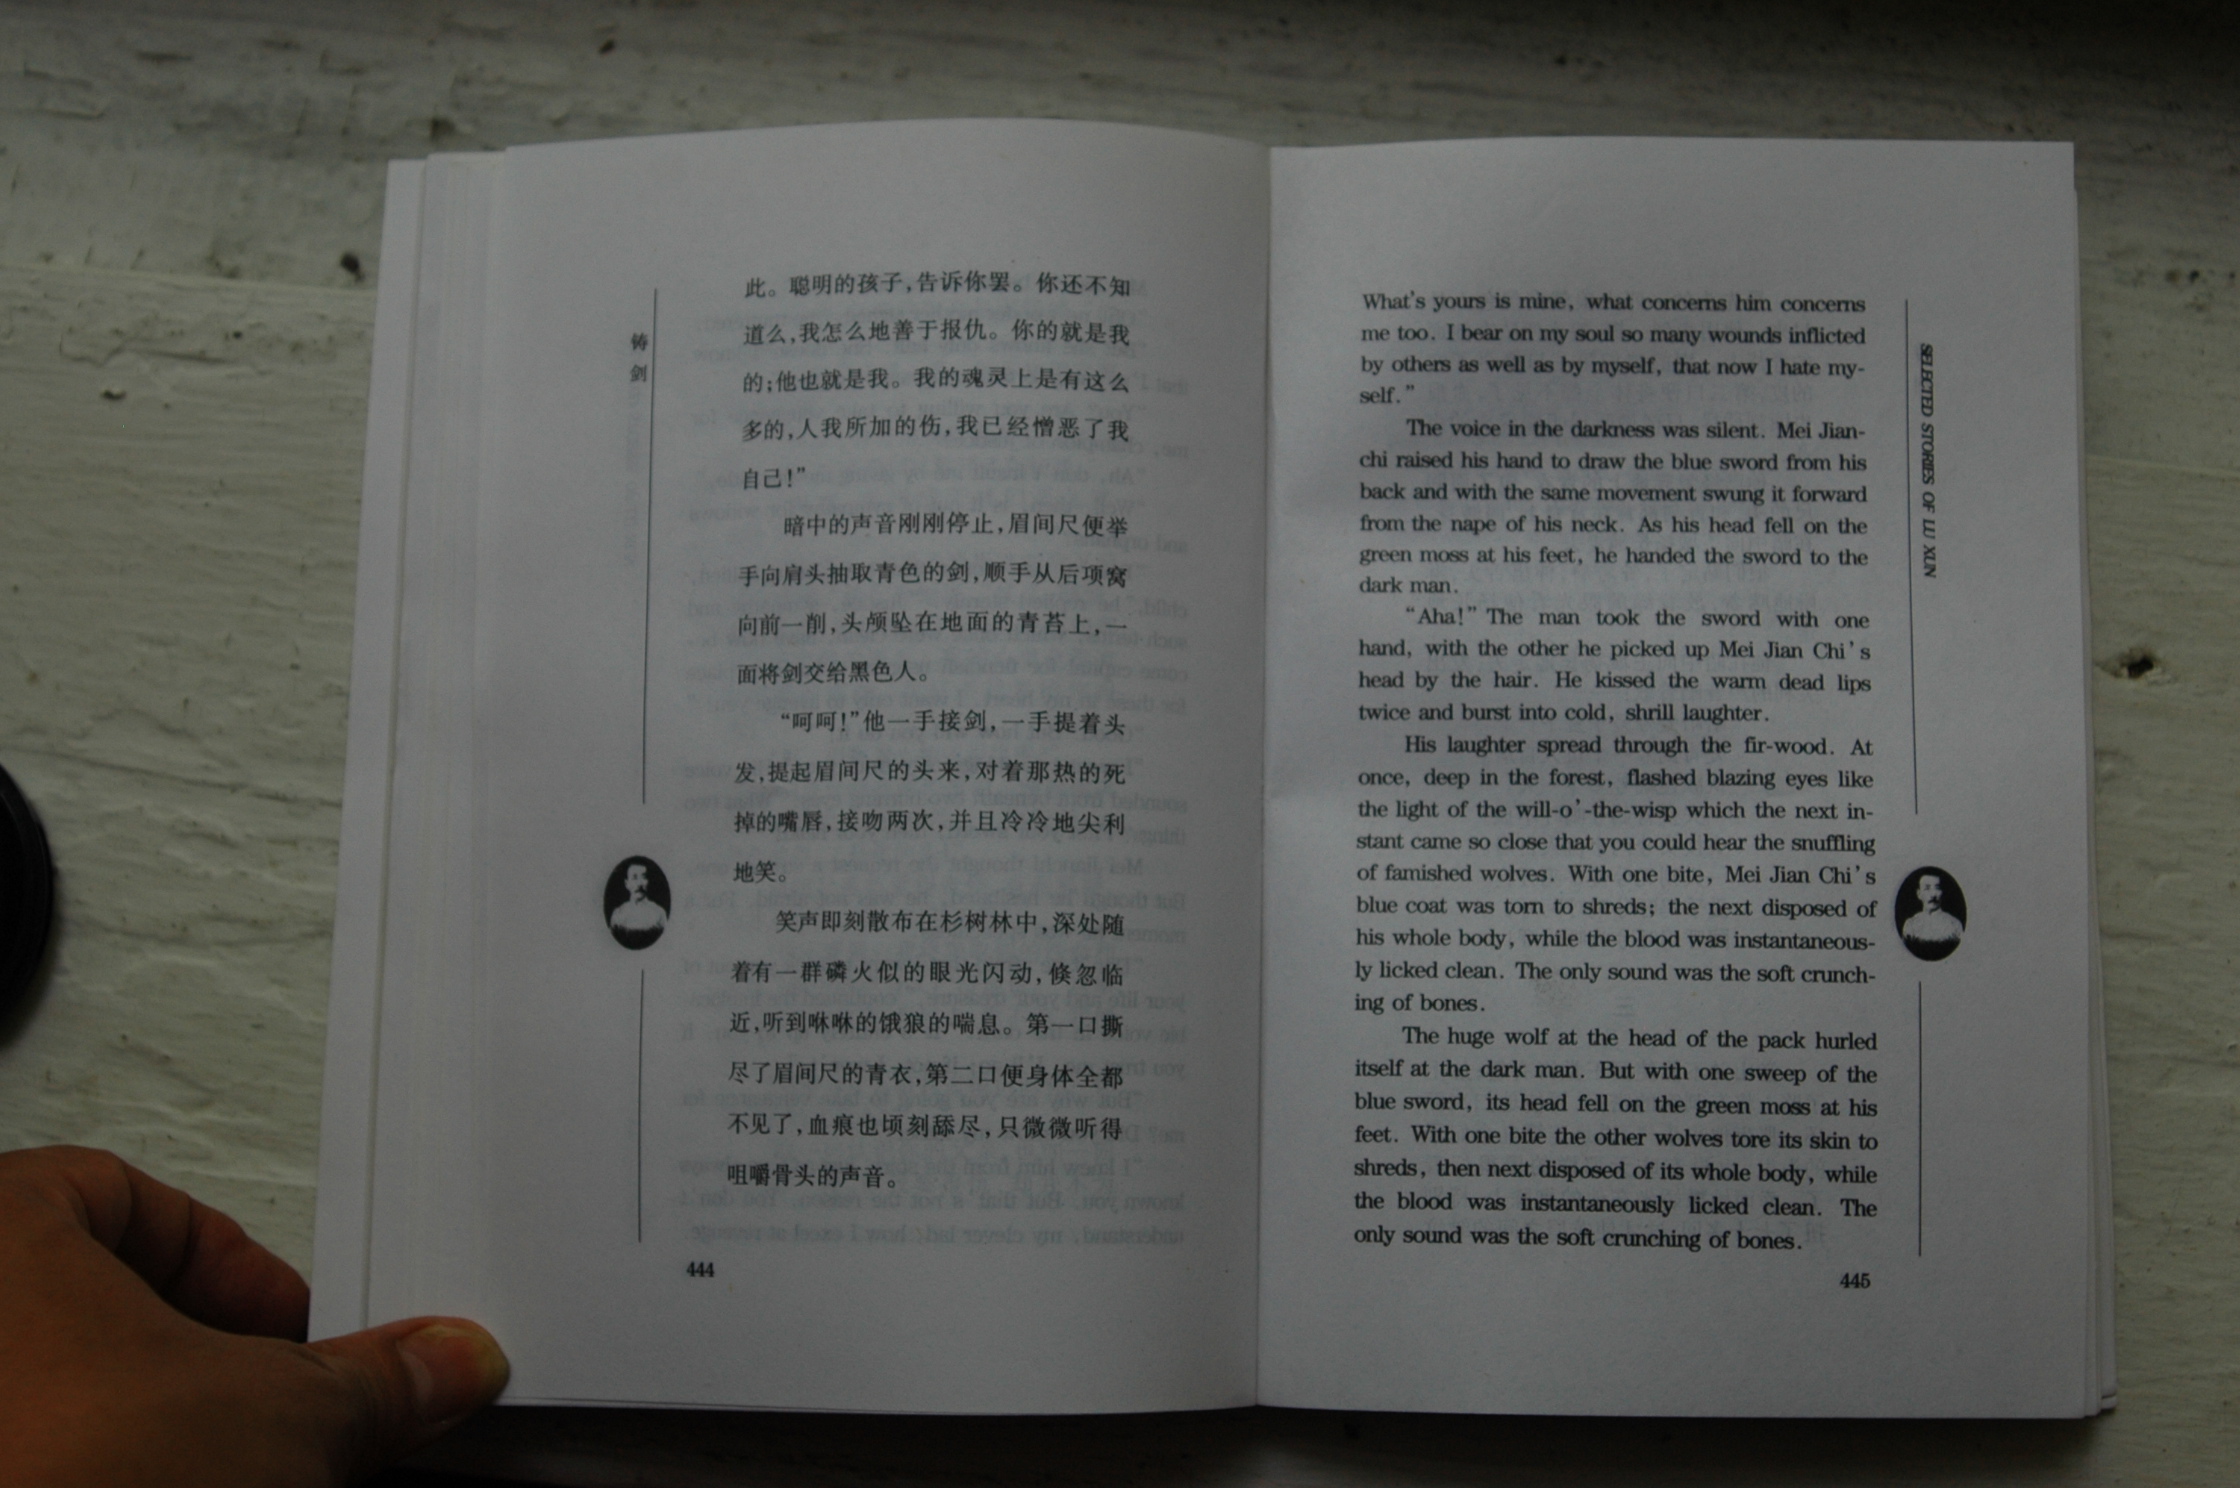 铸
剑
此。聪明的孩子,告诉你罢。你还不知
道么,我怎么地善于报仇。你的就是我
的;他也就是我。我的魂灵上是有这么
多的,人我所加的伤,我已经憎恶了我
自己!”
暗中的声音刚刚停止,眉间尺便举
手向肩头抽取青色的剑,顺手从后项窝
向前一削,头颅坠在地面的青苔上,一
面将剑交给黑色人。
“呵呵!”他一手接剑,一手提着头
发,提起眉间尺的头来,对着那热的死
掉的嘴唇,接吻两次,并且冷冷地尖利
地笑。
笑声即刻散布在杉树林中,深处随
着有一群磷火似的眼光闪动,倏忽临
近,听到咻咻的饿狼的喘息。第一口撕
尽了眉间尺的青衣,第二口便身体全都
不见了,血痕也顷刻舔尽,只微微听得
咀嚼骨头的声音。
444
SELECTED STORIES OF LU XUN
What's yours is mine, what concerns him concerns
me too. I bear on my soul so many wounds inflicted
by others as well as by myself, that now I hate my-
self.”
The voice in the darkness was silent. Mei Jian-
chi raised his hand to draw the blue sword from his
back and with the same movement swung it forward
from the nape of his neck. As his head fell on the
green moss at his feet, he handed the sword to the
dark man.
“Aha!” The man took the sword with one
hand, with the other he picked up Mei Jian Chi's
head by the hair. He kissed the warm dead lips
twice and burst into cold, shrill laughter.
His laughter spread through the fir-wood. At
once, deep in the forest, flashed blazing eyes like
the light of the will-o'-the-wisp which the next in-
stant came so close that you could hear the snuffling
of famished wolves. With one bite, Mei Jian Chi's
blue coat was torn to shreds; the next disposed of
his whole body, while the blood was instantaneous-
ly licked clean. The only sound was the soft crunch-
ing of bones.
The huge wolf at the head of the pack hurled
itself at the dark man. But with one sweep of the
blue sword, its head fell on the green moss at his
feet. With one bite the other wolves tore its skin to
shreds, then next disposed of its whole body, while
the blood was instantaneously licked clean. The
only sound was the soft crunching of bones.
445